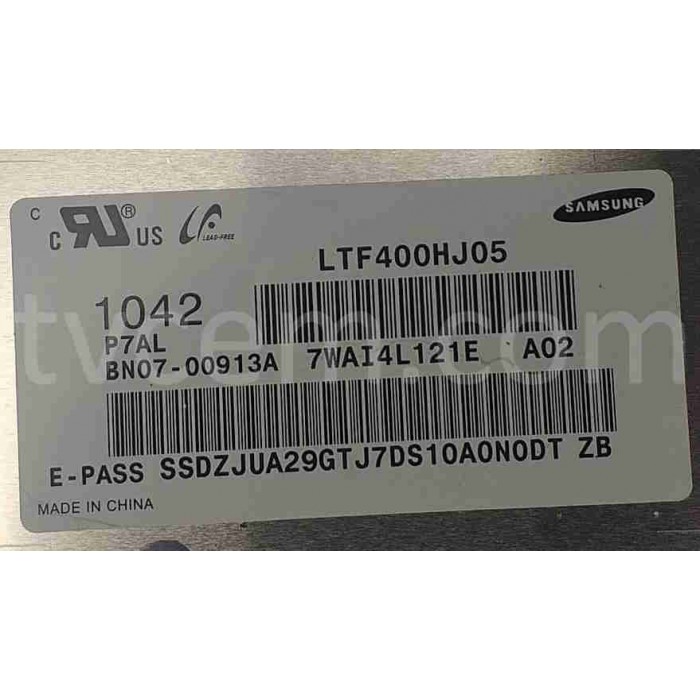 C
C RU® US LEAD-FREE SAMSUNG
LTF400HJ05
1042
P7AL
BN07-00913A 7WAI4L121E A02
E-PASS SSDZJUA29GTJ7DS10A0N0DT ZB
MADE IN CHINA
tvcem.com